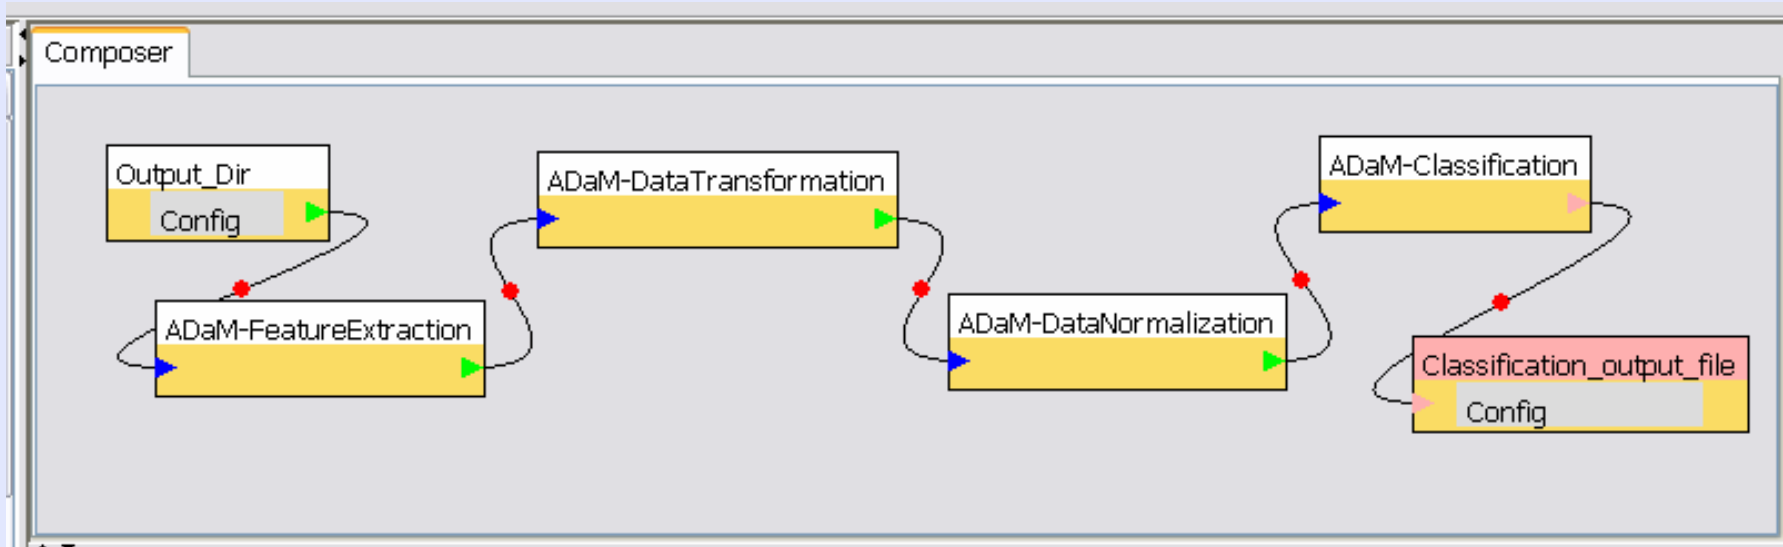 Composer
Output_Dir
Config
ADaM-FeatureExtraction
ADaM-DataTransformation
ADaM-DataNormalization
ADaM-Classification
Classification_output_file
Config